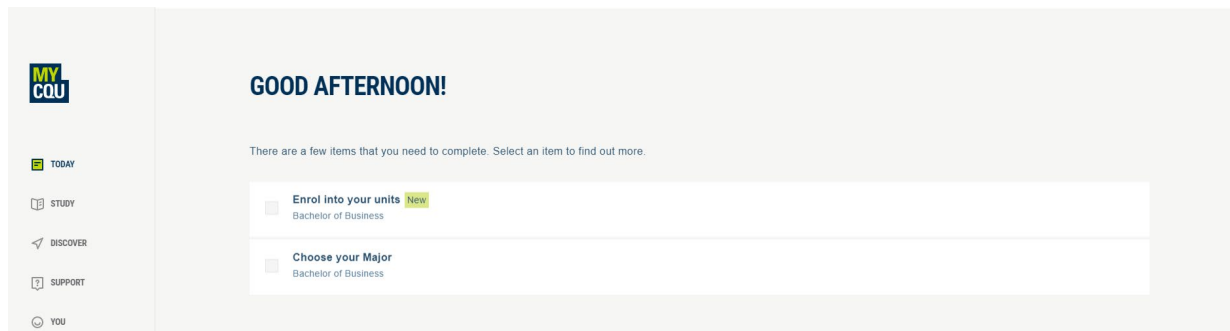 MY
CQU
TODAY
STUDY
DISCOVER
SUPPORT
YOU
GOOD AFTERNOON!
There are a few items that you need to complete. Select an item to find out more.
Enrol into your units New
Bachelor of Business
Choose your Major
Bachelor of Business